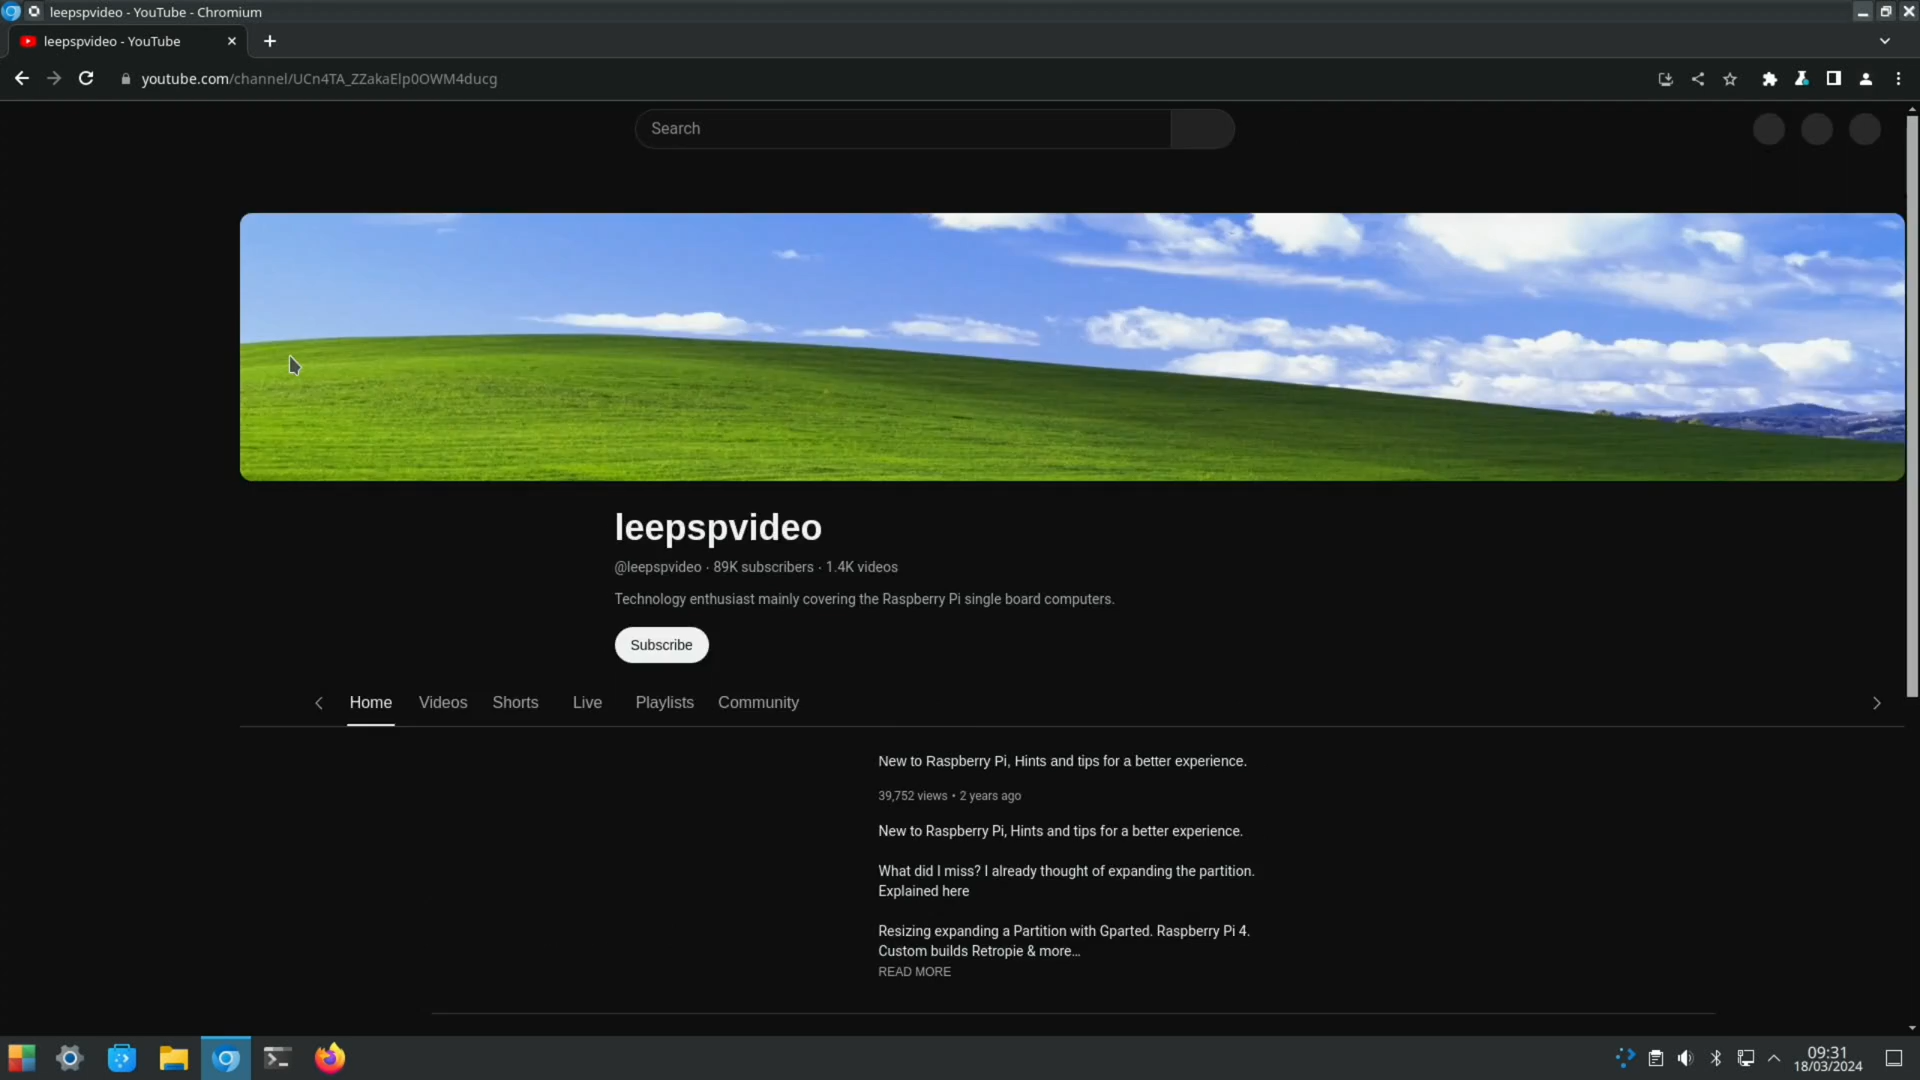 leepspvideo - YouTube - Chromium
leepspvideo - YouTube
youtube.com/channel/UCn4TA_ZZakaElp0OWM4ducg
Search
leepspvideo
@leepspvideo · 89K subscribers · 1.4K videos
Technology enthusiast mainly covering the Raspberry Pi single board computers.
Subscribe
Home Videos Shorts Live Playlists Community
New to Raspberry Pi, Hints and tips for a better experience.
39,752 views • 2 years ago
New to Raspberry Pi, Hints and tips for a better experience.
What did I miss? I already thought of expanding the partition.
Explained here
Resizing expanding a Partition with Gparted. Raspberry Pi 4.
Custom builds Retropie & more...
READ MORE
09:31
18/03/2024